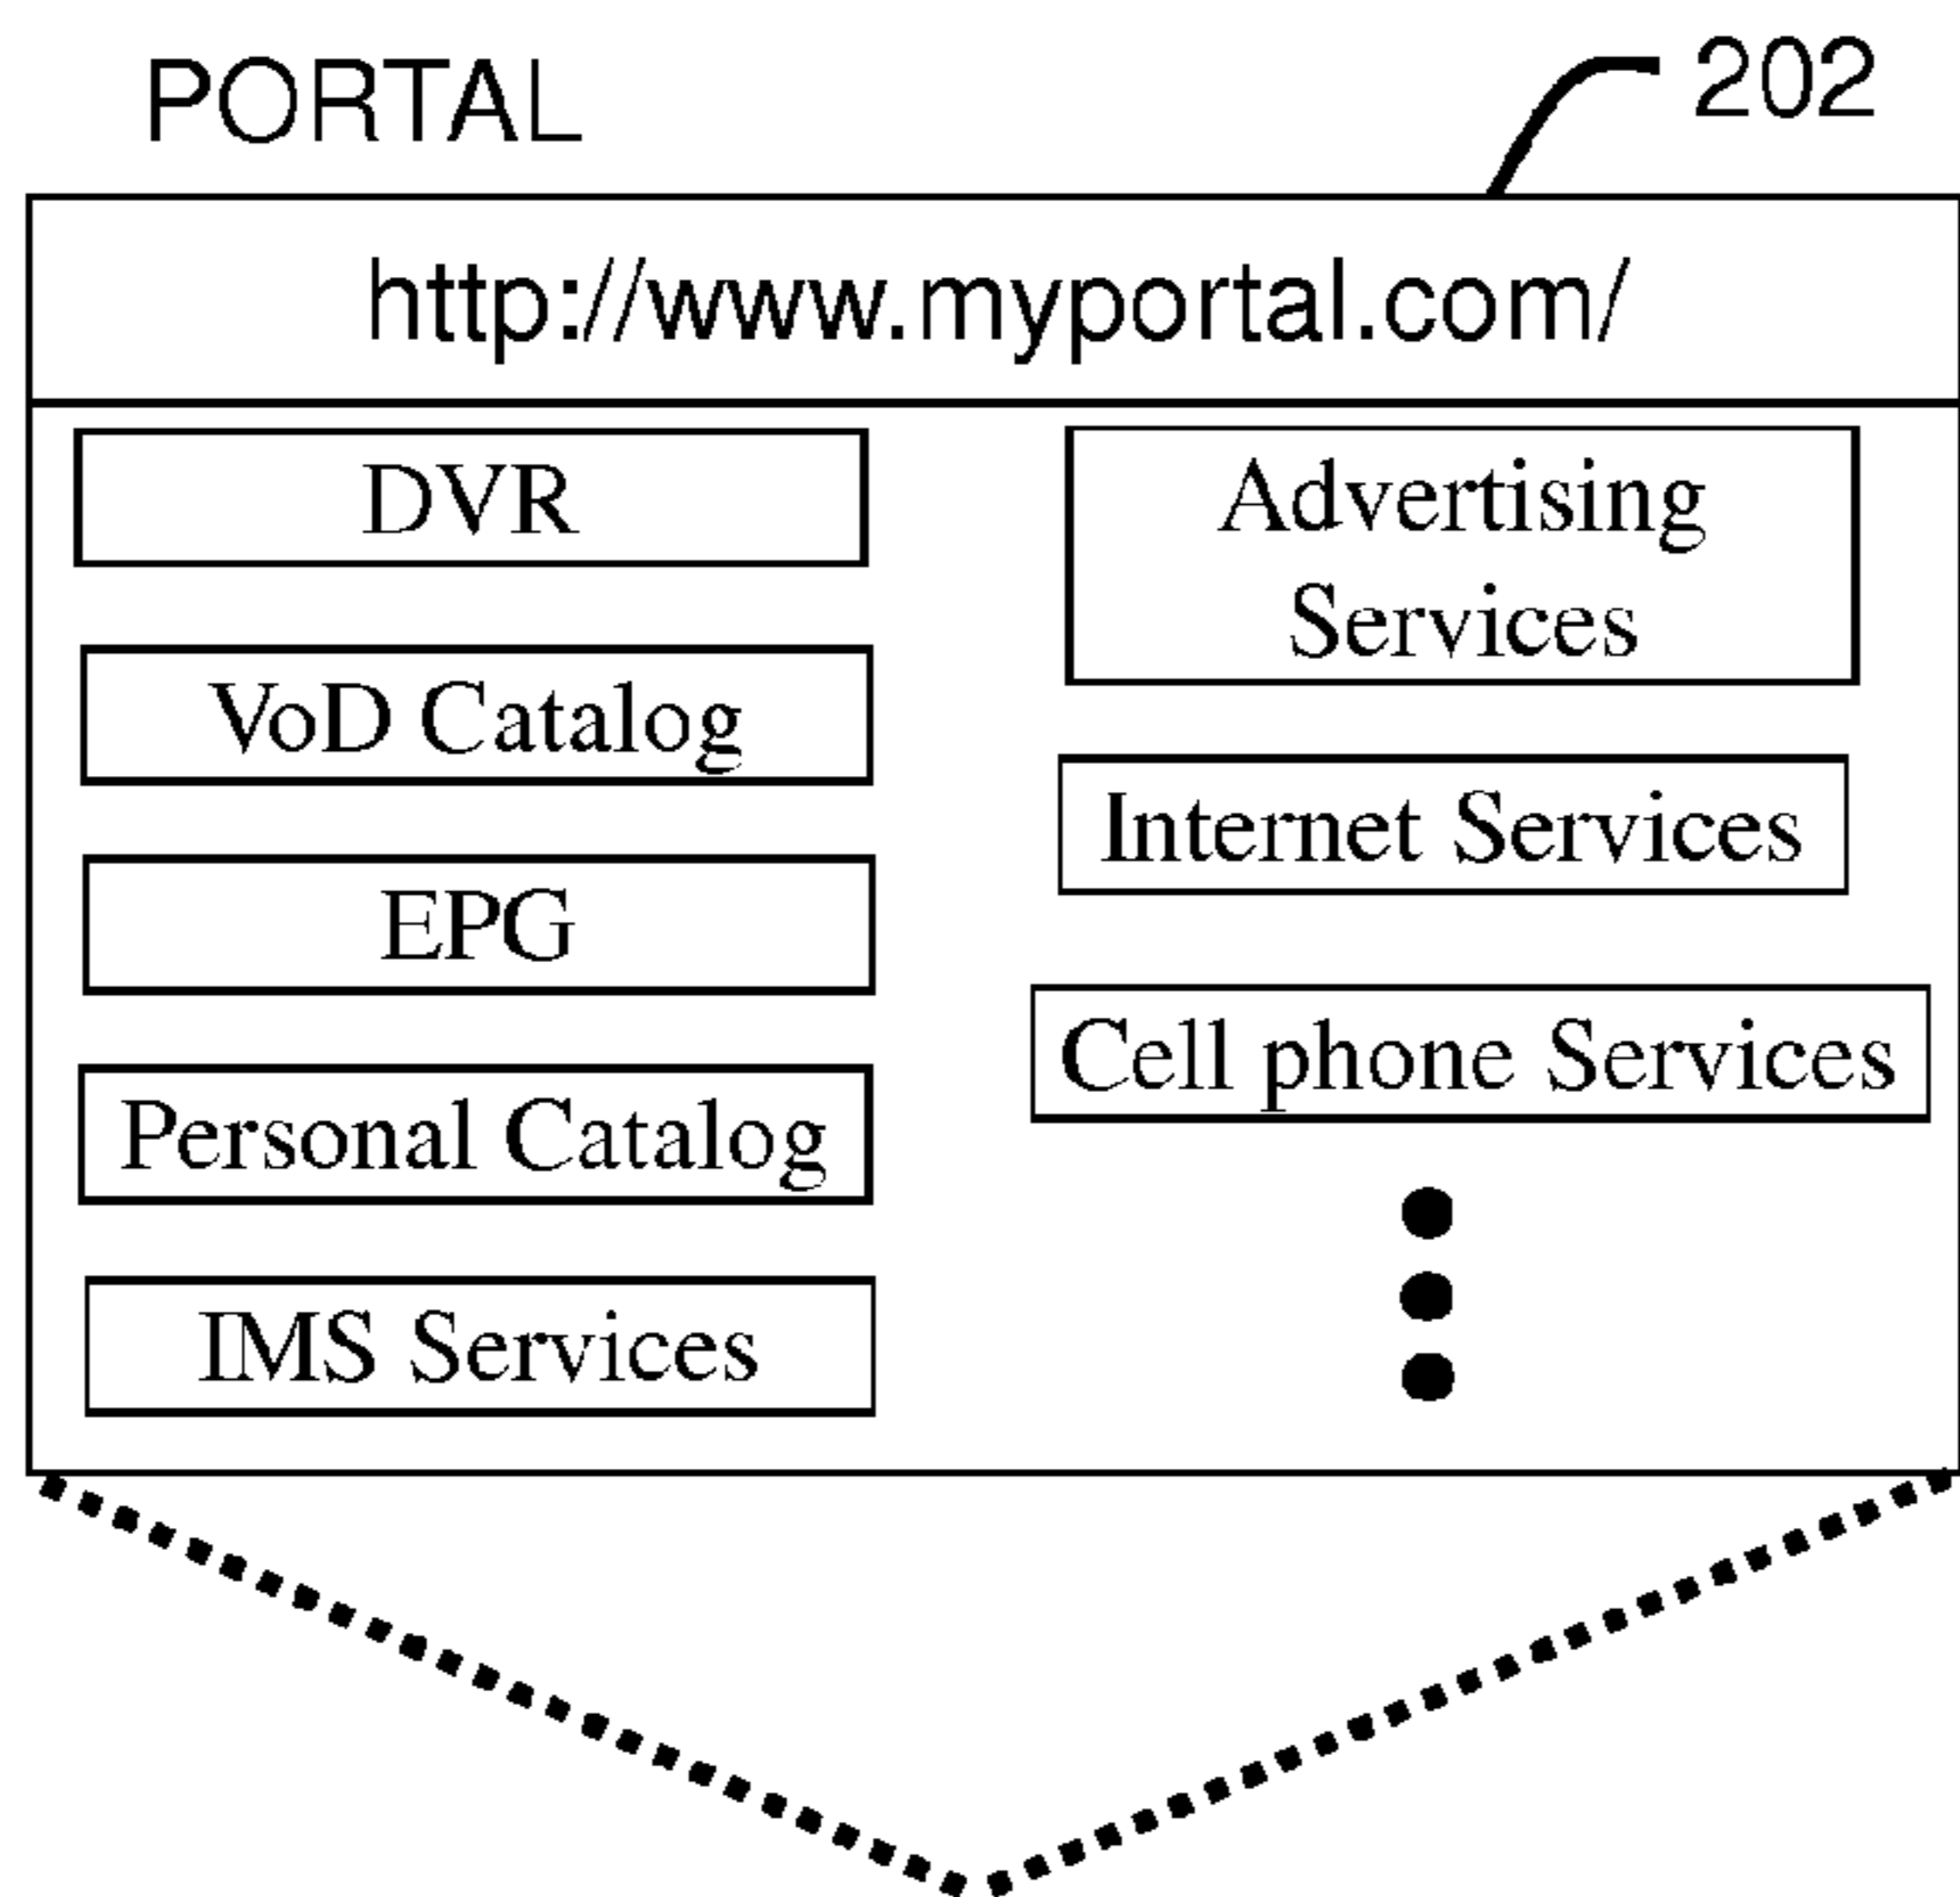 PORTAL
202
http://www.myportal.com/
DVR
VoD Catalog
EPG
Personal Catalog
IMS Services
Advertising
Services
Internet Services
Cell phone Services